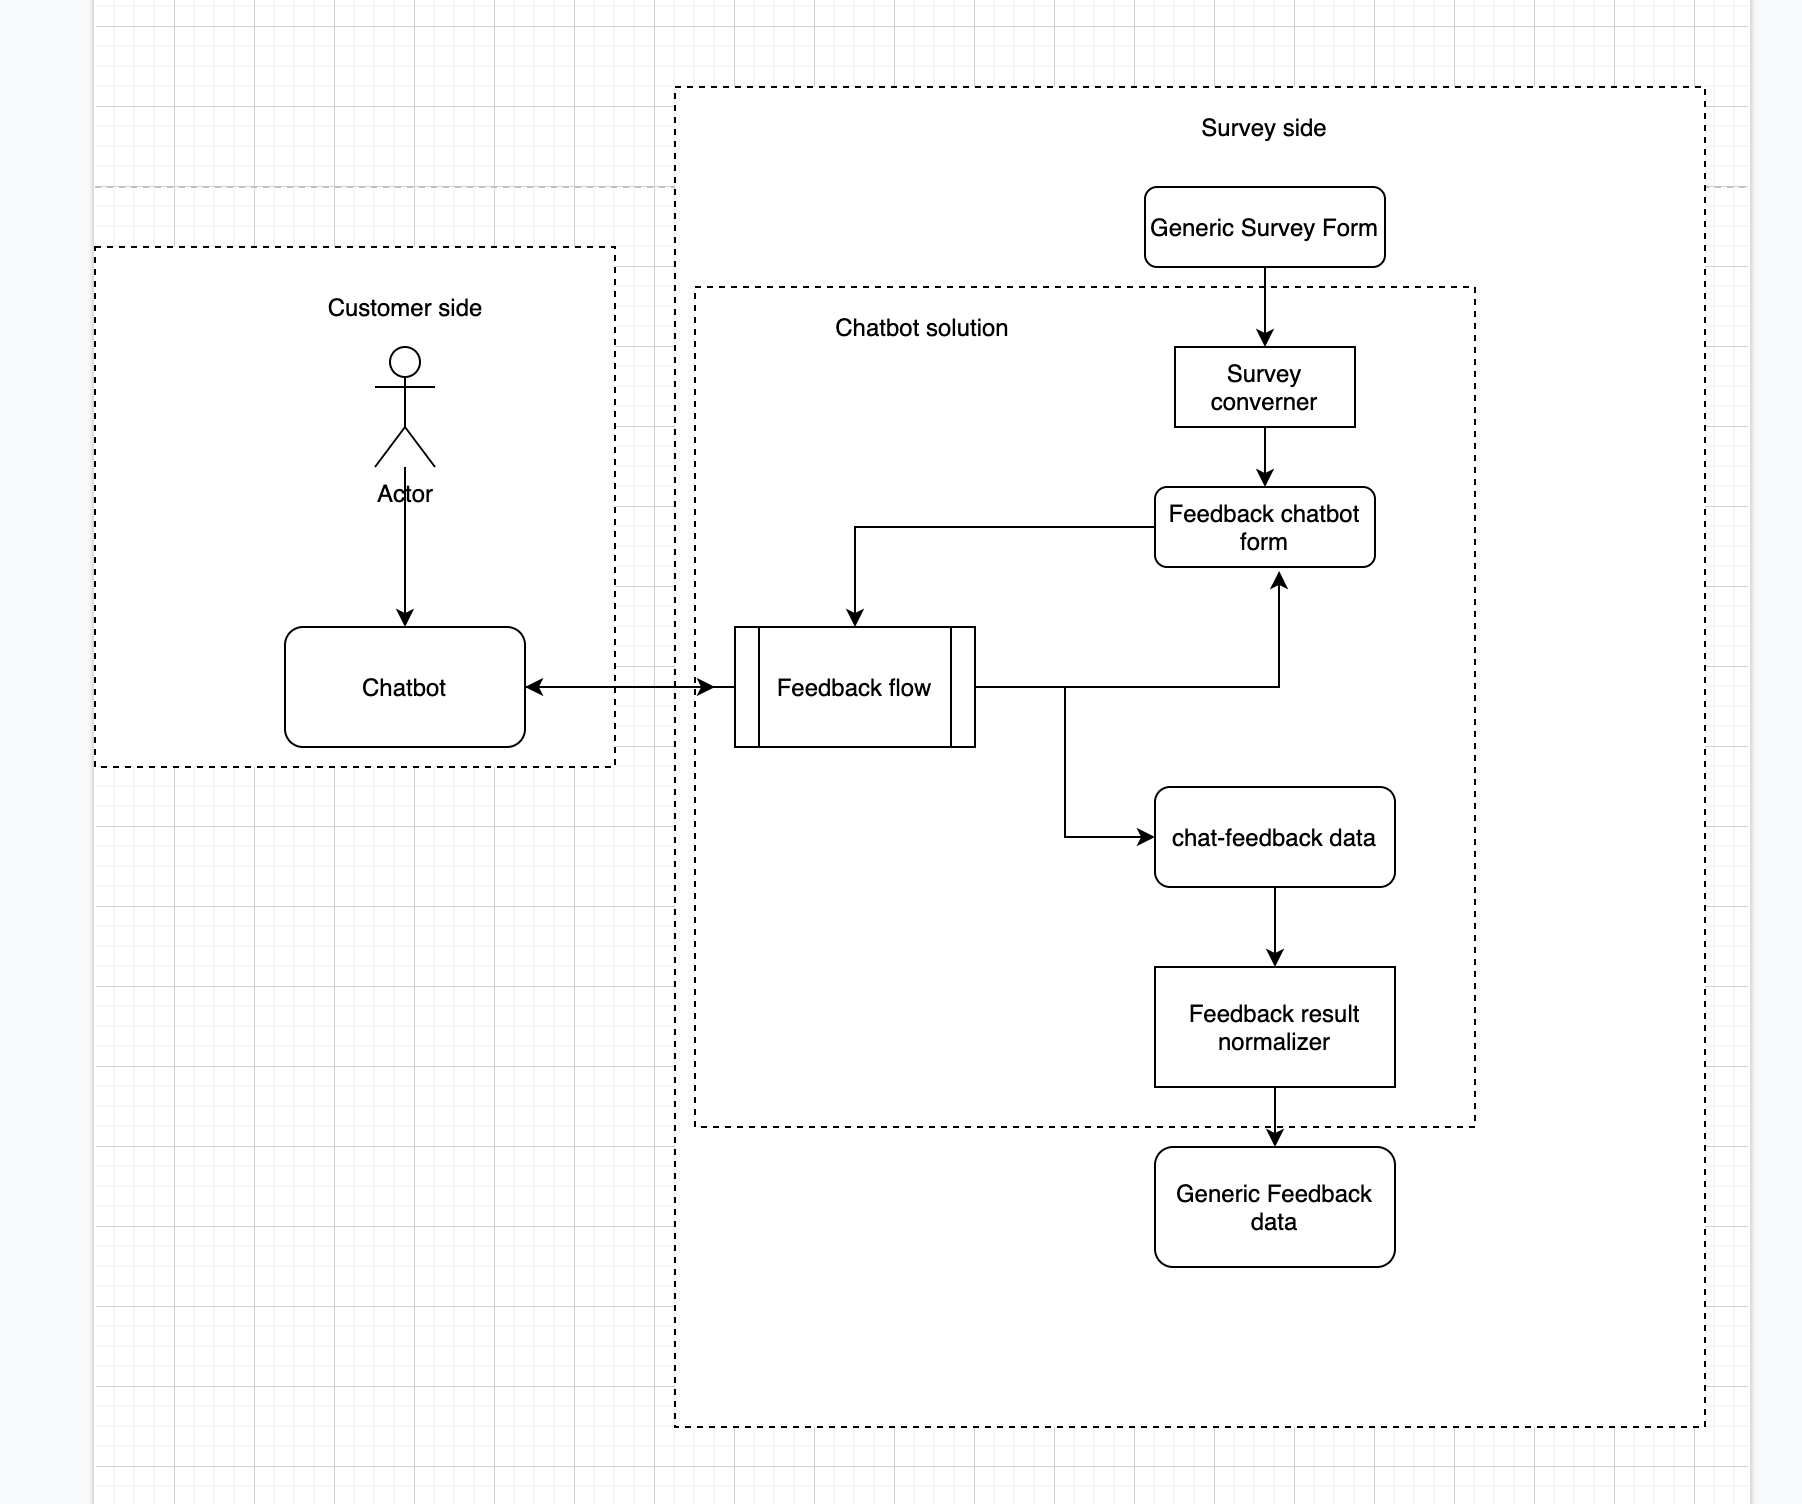 Survey side
Generic Survey Form
Customer side
Chatbot solution
Actor
Survey
converner
Feedback chatbot
form
Chatbot
Feedback flow
chat-feedback data
Feedback result
normalizer
Generic Feedback
data